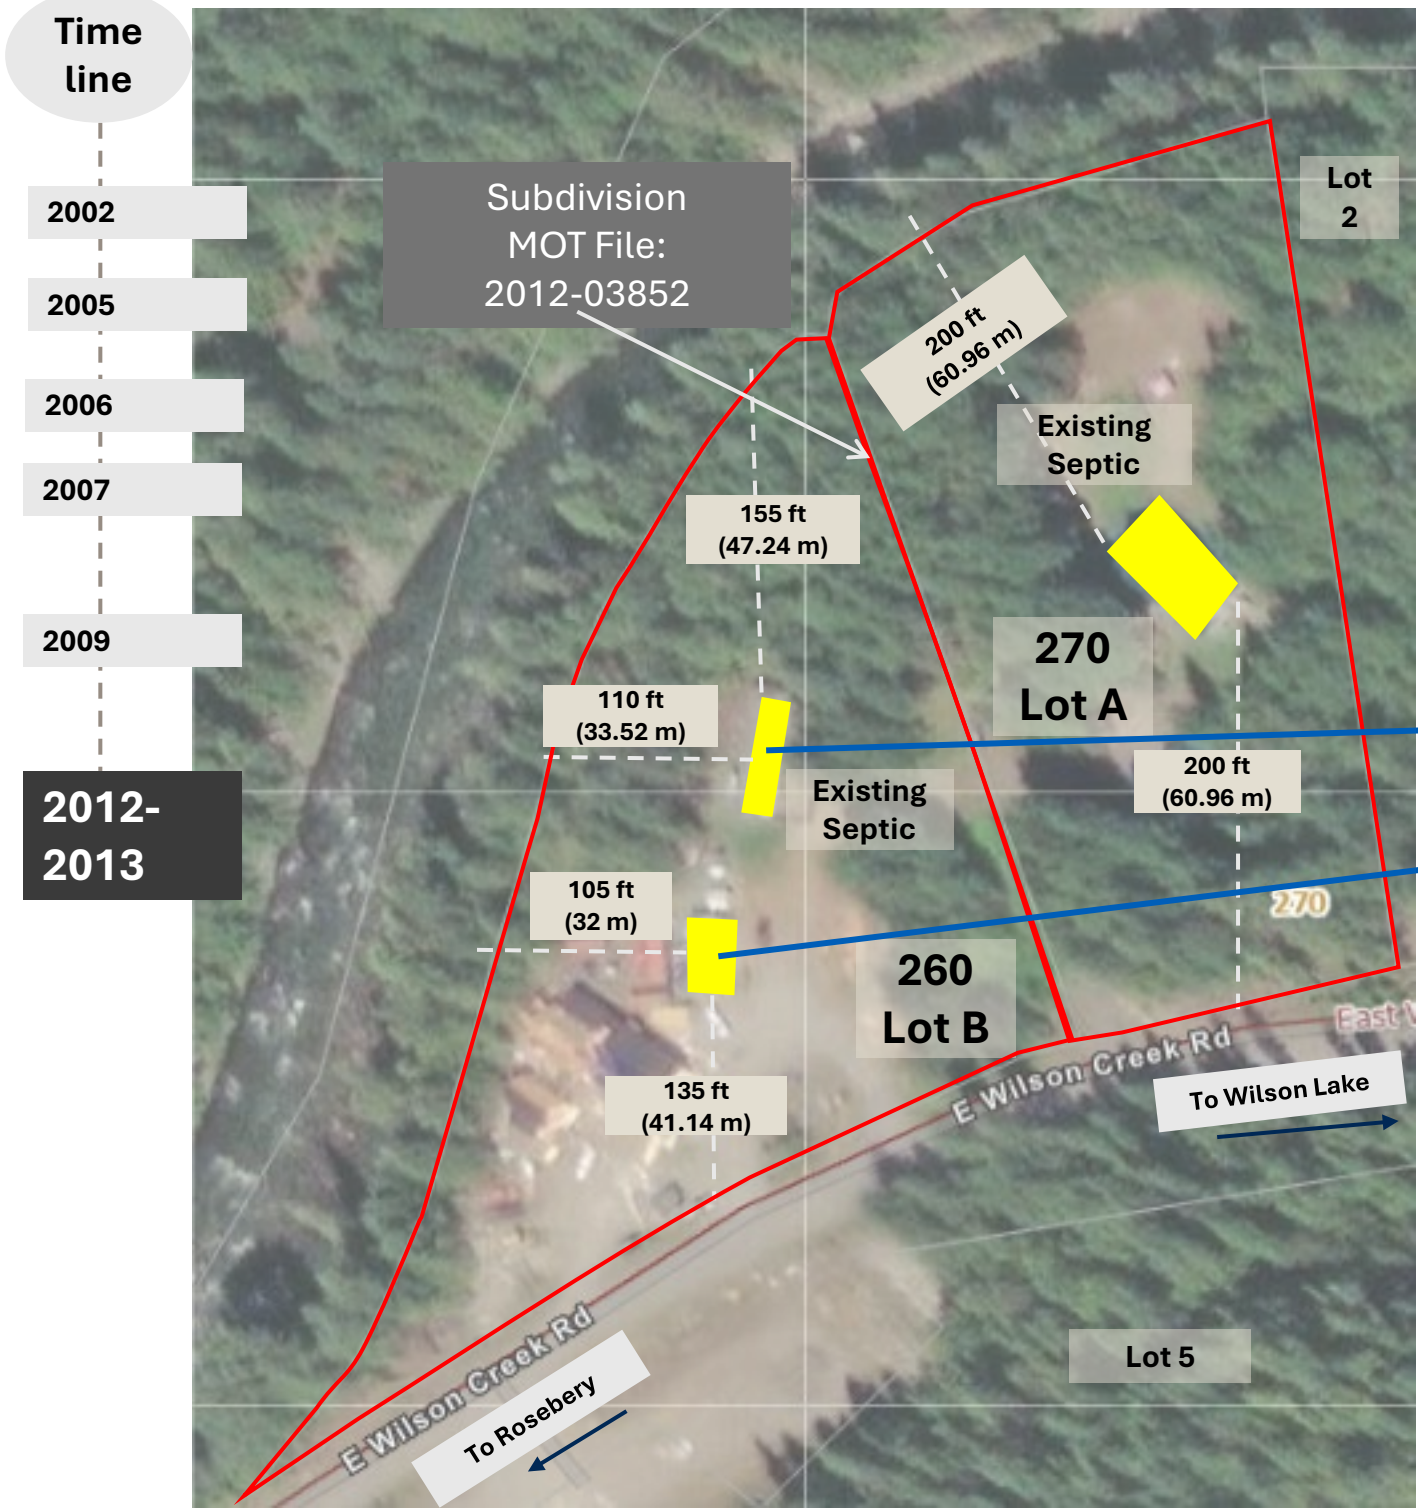 Time
line
2002
2005
2006
2007
2009
2012-
2013
Subdivision
MOT File:
2012-03852
Lot
2
200 ft
(60.96 m)
Existing
Septic
155 ft
(47.24 m)
270
Lot A
110 ft
(33.52 m)
200 ft
(60.96 m)
Existing
Septic
105 ft
(32 m)
270
260
Lot B
East
E Wilson Creek Rd
To Wilson Lake
135 ft
(41.14 m)
E Wilson Creek Rd
To Rosebery
Lot 5